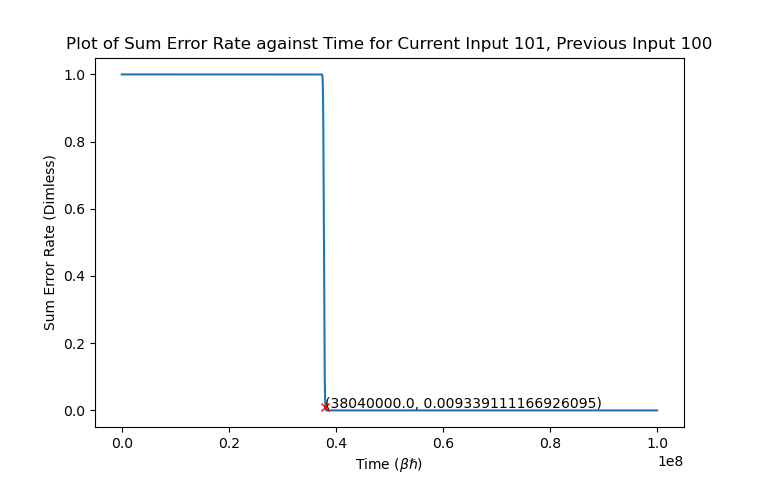 Plot of Sum Error Rate against Time for Current Input 101, Previous Input 100
Sum Error Rate (Dimless)
1.0
0.8
0.6
0.4
0.2
0.0
(38040000.0, 0.009339111166926095)
0.0 0.2 0.4 0.6 0.8 1.0
1e8
Time (βℏ)